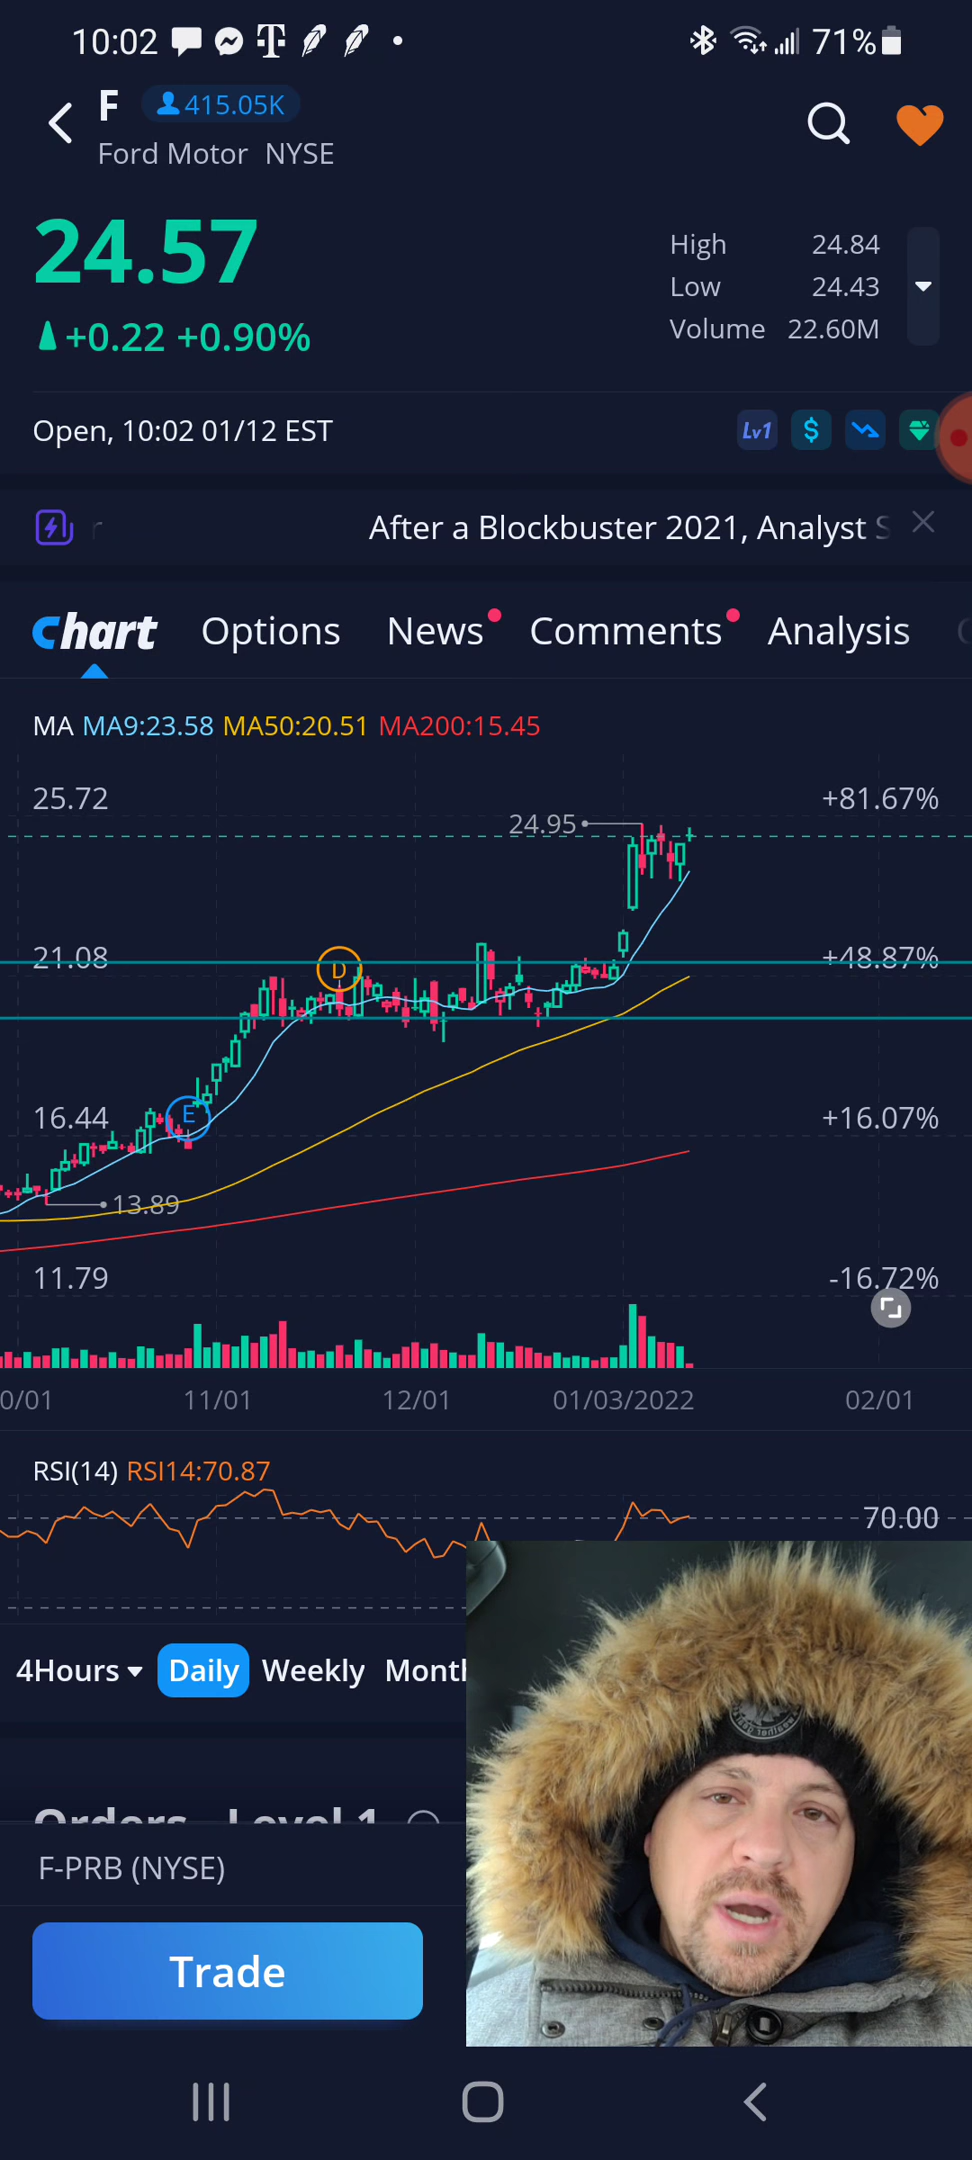 10:02 71%
F 415.05K
Ford Motor NYSE
24.57
+0.22 +0.90%
High 24.84
Low 24.43
Volume 22.60M
Open, 10:02 01/12 EST
Lv1 $
r After a Blockbuster 2021, Analyst S
Chart Options News Comments Analysis
MA MA9:23.58 MA50:20.51 MA200:15.45
25.72 +81.67%
24.95
21.08 +48.87%
D
E
16.44 +16.07%
13.89
11.79 -16.72%
0/01 11/01 12/01 01/03/2022 02/01
RSI(14) RSI14:70.87
70.00
4Hours Daily Weekly Month
Orders Level 1
F-PRB (NYSE)
Trade